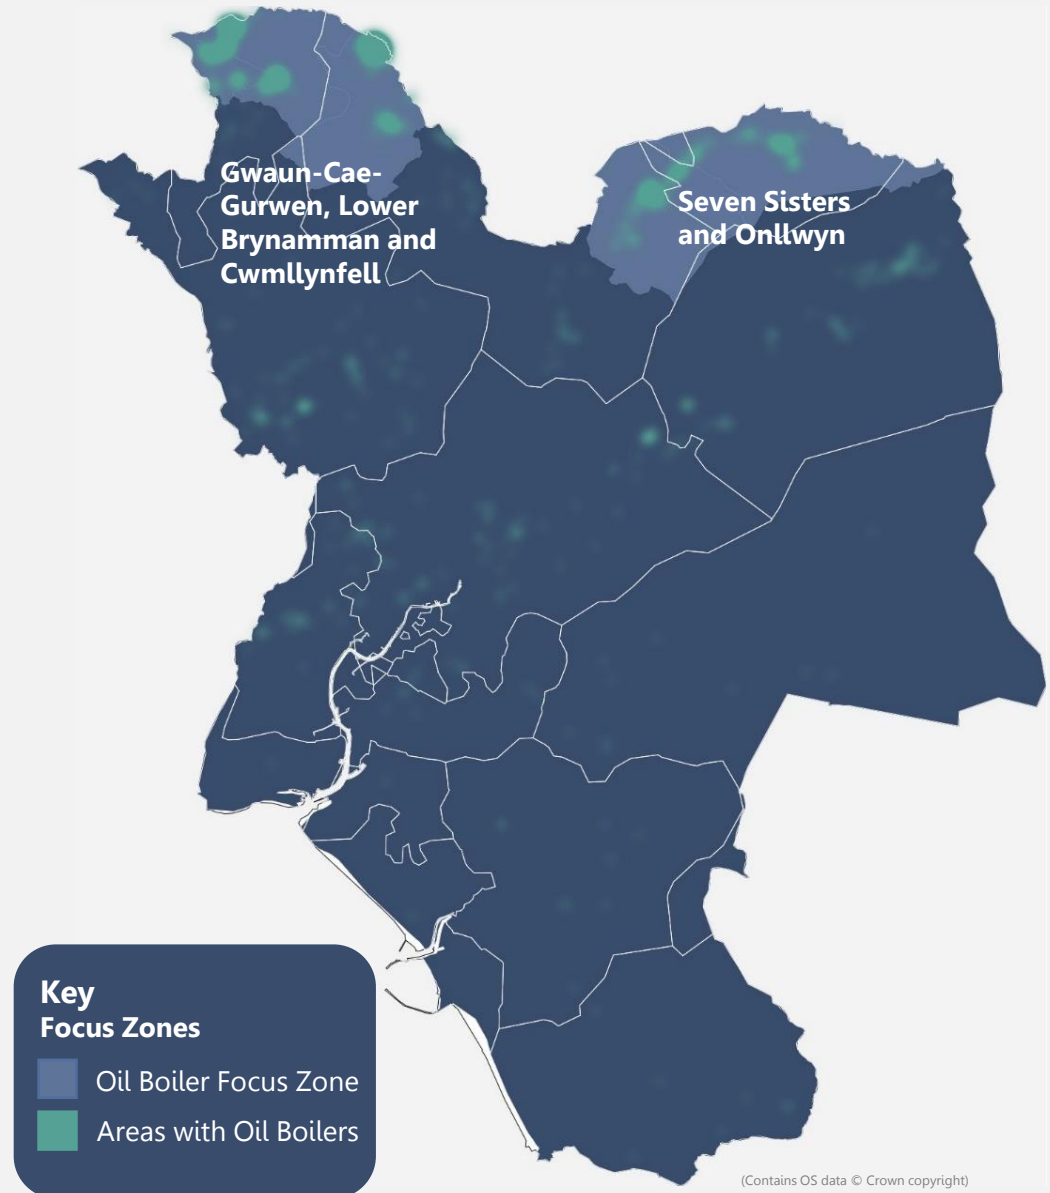 Gwaun-Cae-
Gurwen, Lower
Brynamman and
Cwmllynfell
Seven Sisters
and Onllwyn
Key
Focus Zones
Oil Boiler Focus Zone
Areas with Oil Boilers
(Contains OS data © Crown copyright)